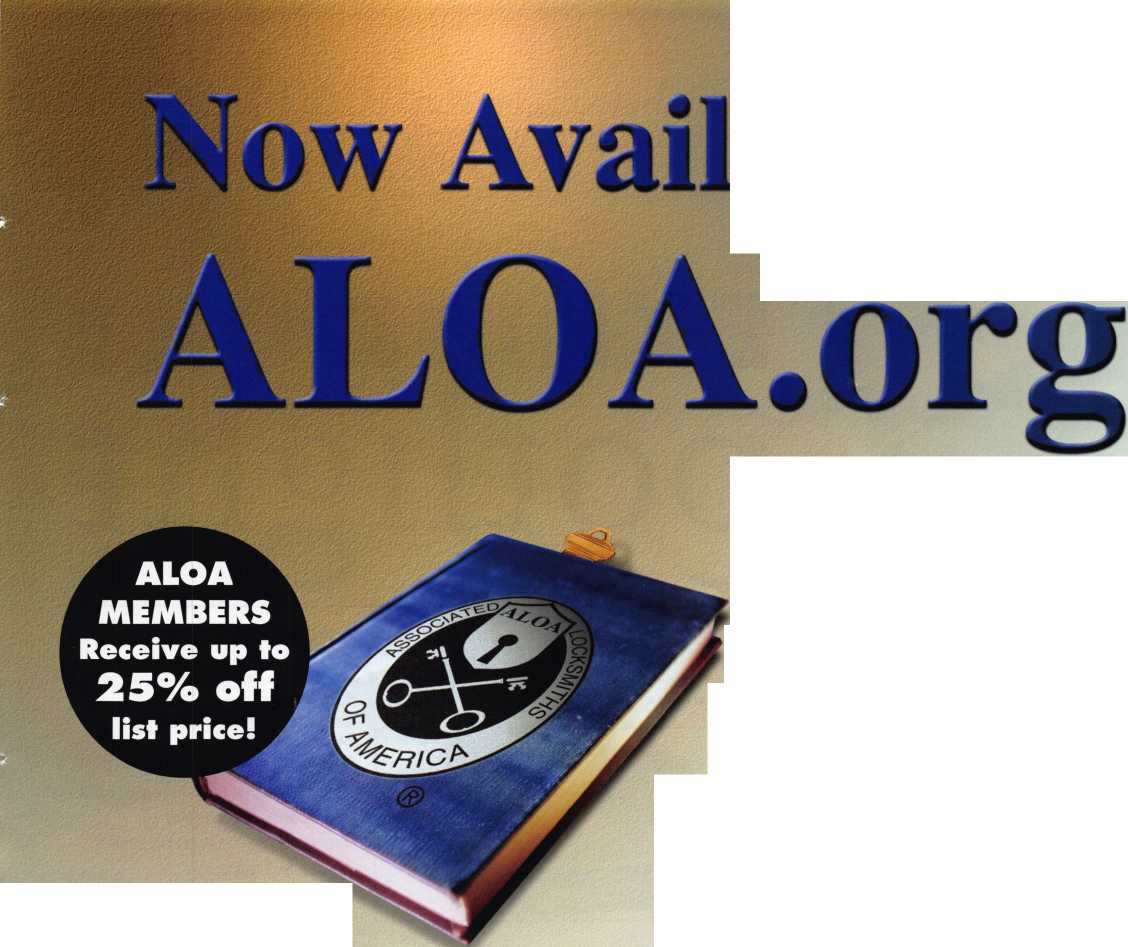 Now Avail
ALOA.org
ALOA
MEMBERS
Receive up to
25% off
list price!
ASSOCIATED
LOCKSMITHS
OF AMERICA
ALOA
®